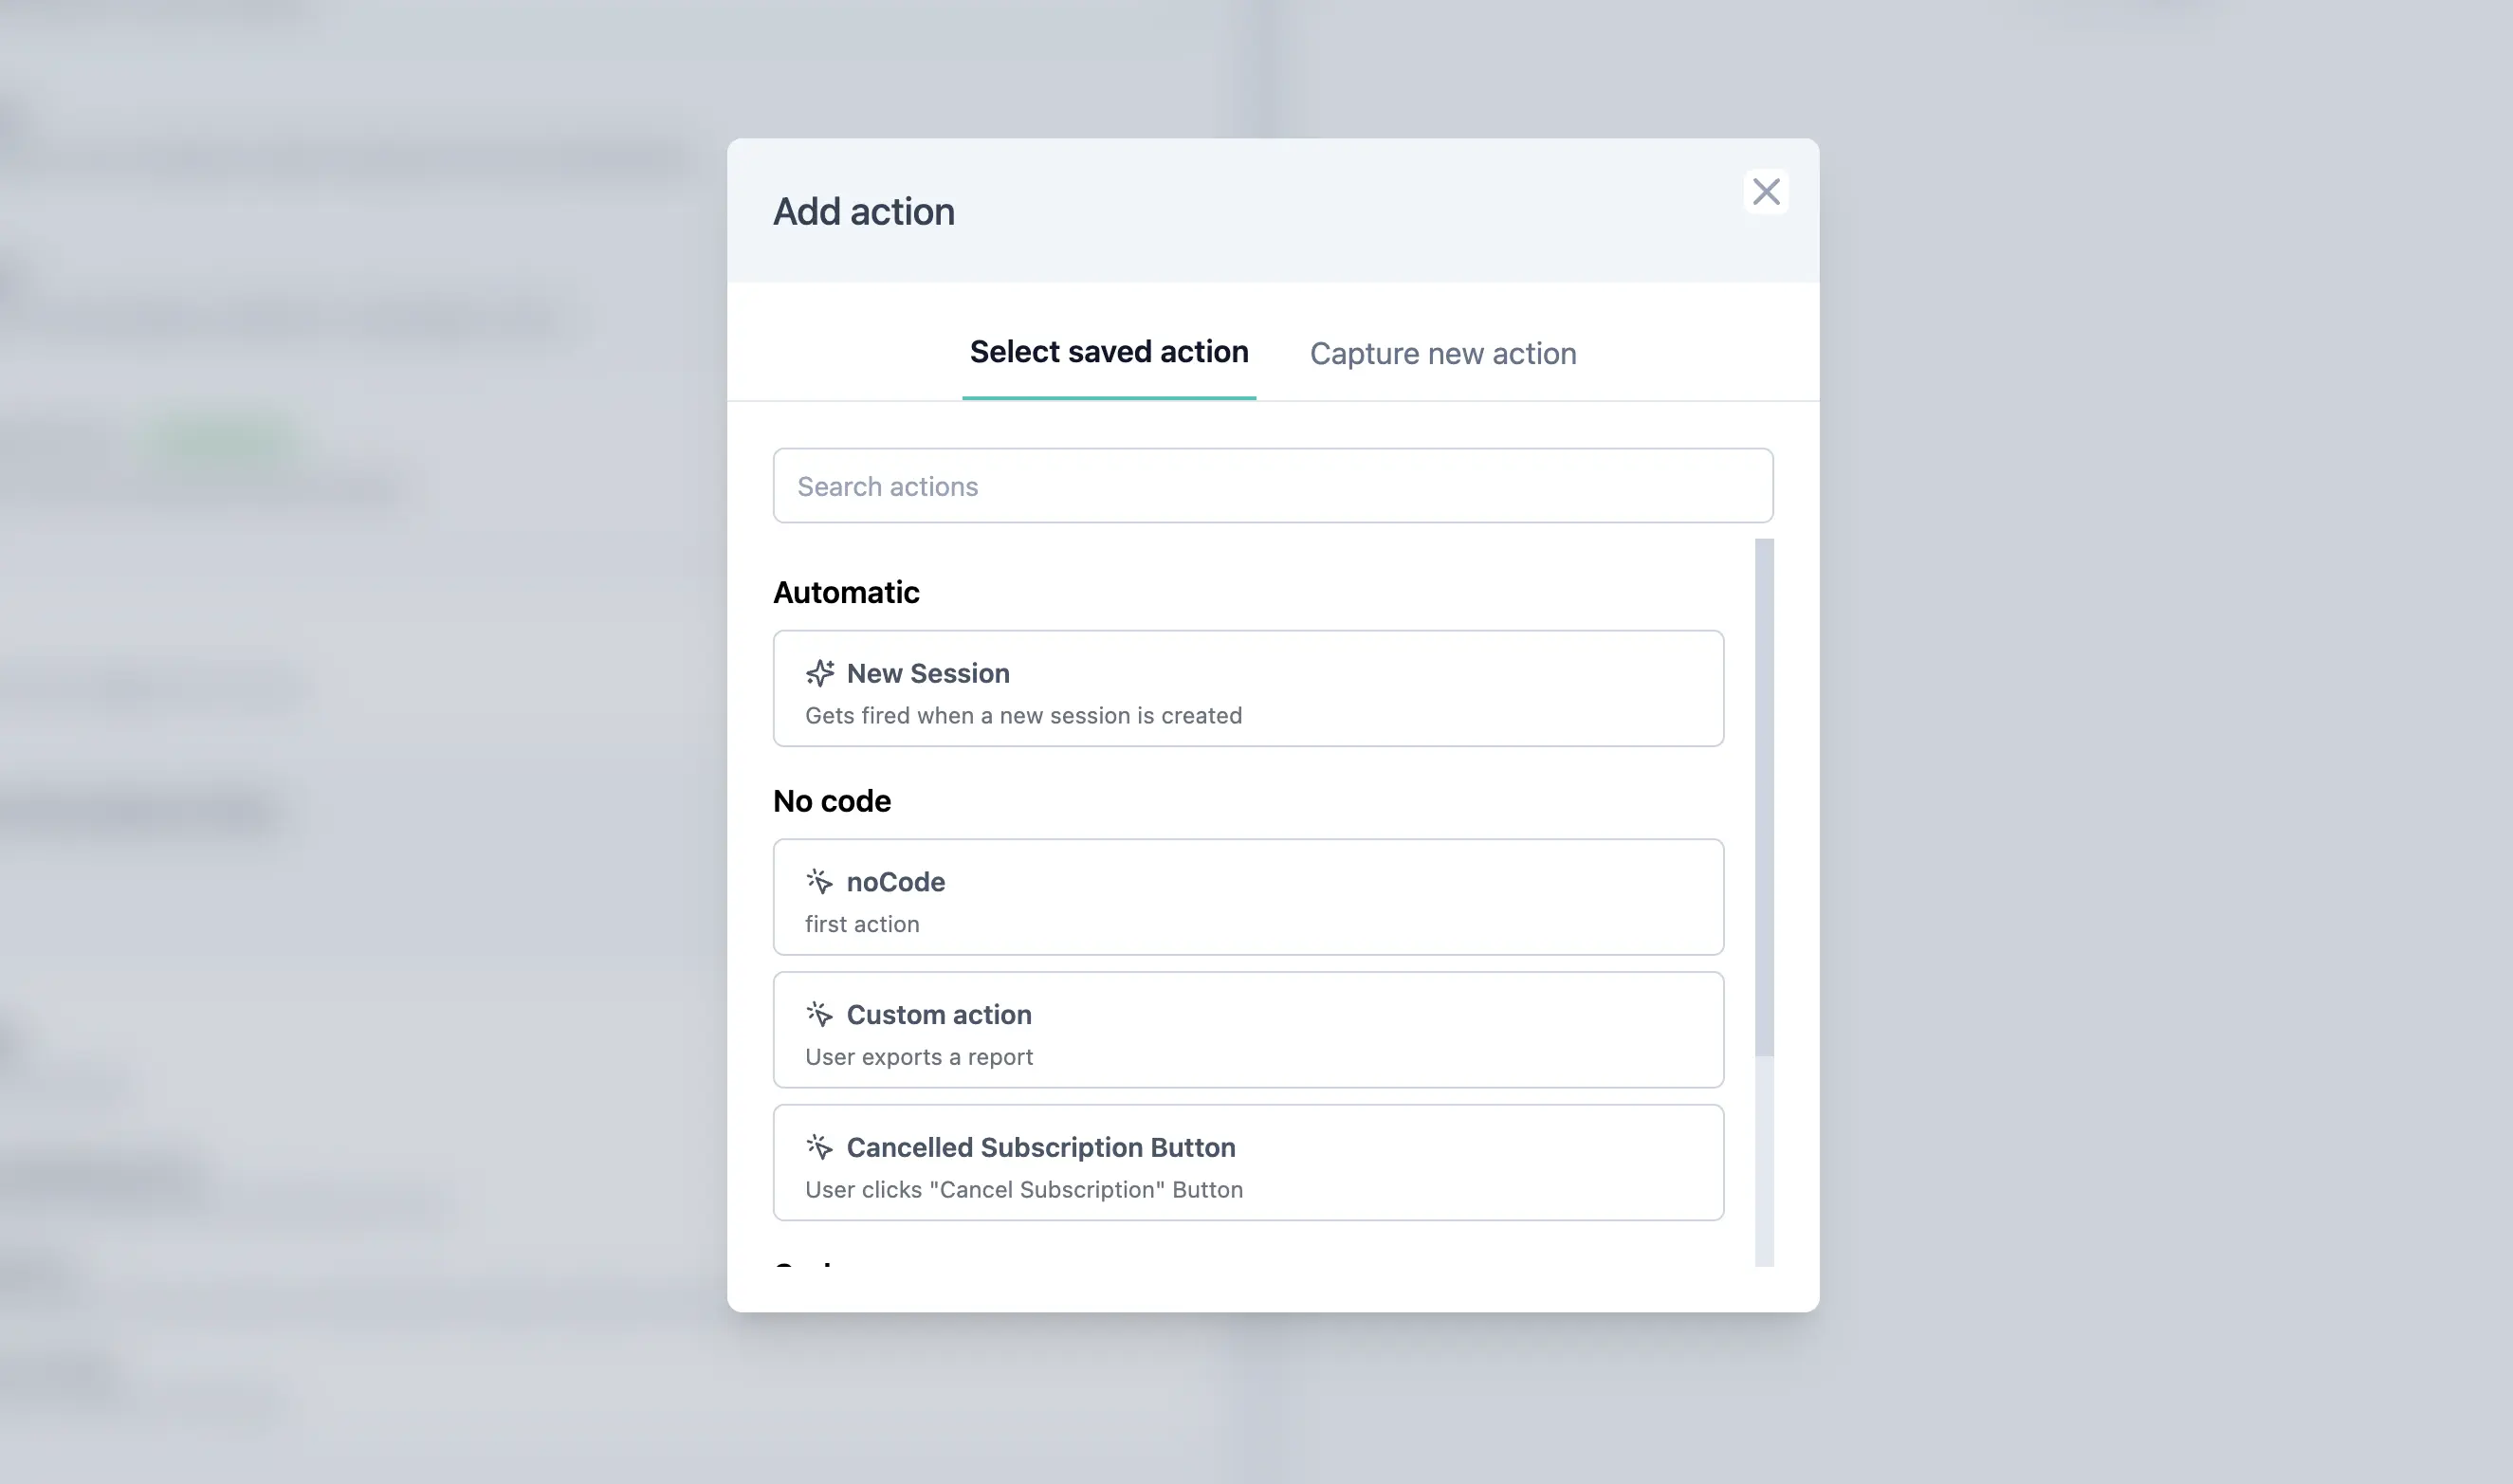 Add action
Select saved action
Capture new action
Search actions
Automatic
New Session
Gets fired when a new session is created
No code
noCode
first action
Custom action
User exports a report
Cancelled Subscription Button
User clicks "Cancel Subscription" Button